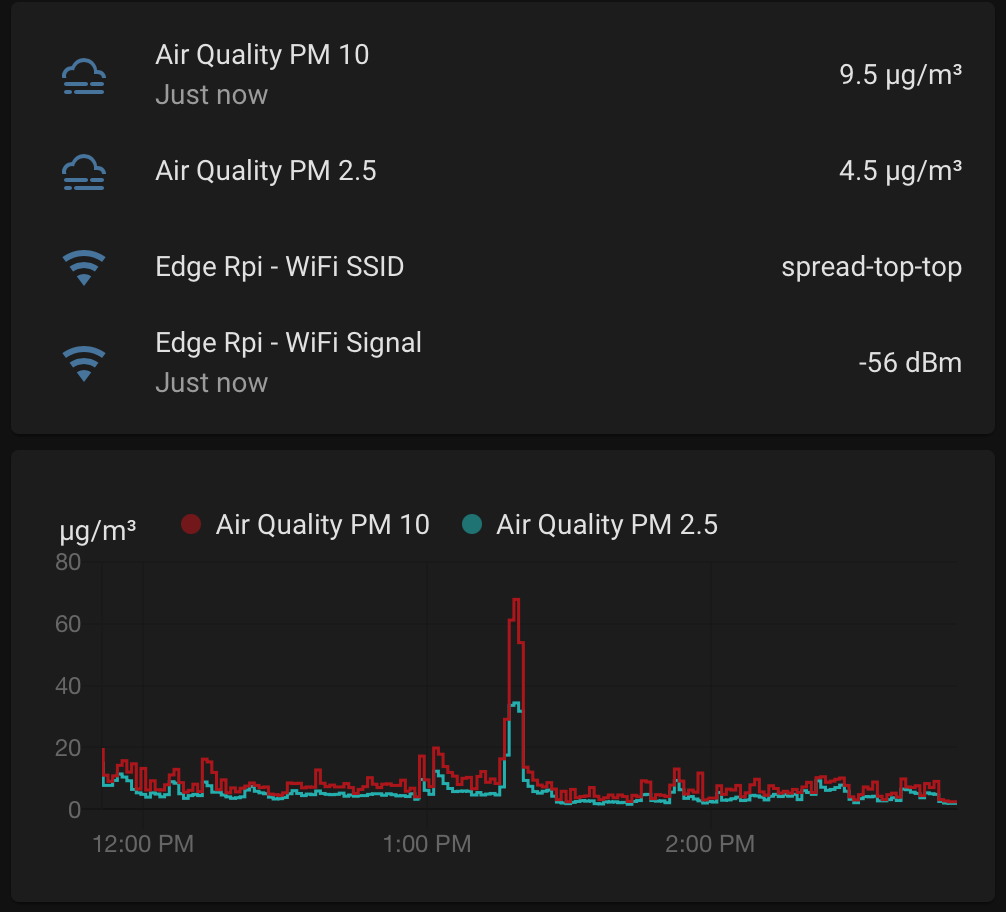 Air Quality PM 10
Just now
9.5 µg/m³
Air Quality PM 2.5
4.5 µg/m³
Edge Rpi - WiFi SSID
spread-top-top
Edge Rpi - WiFi Signal
Just now
-56 dBm
µg/m³
Air Quality PM 10
Air Quality PM 2.5
80
60
40
20
0
12:00 PM
1:00 PM
2:00 PM